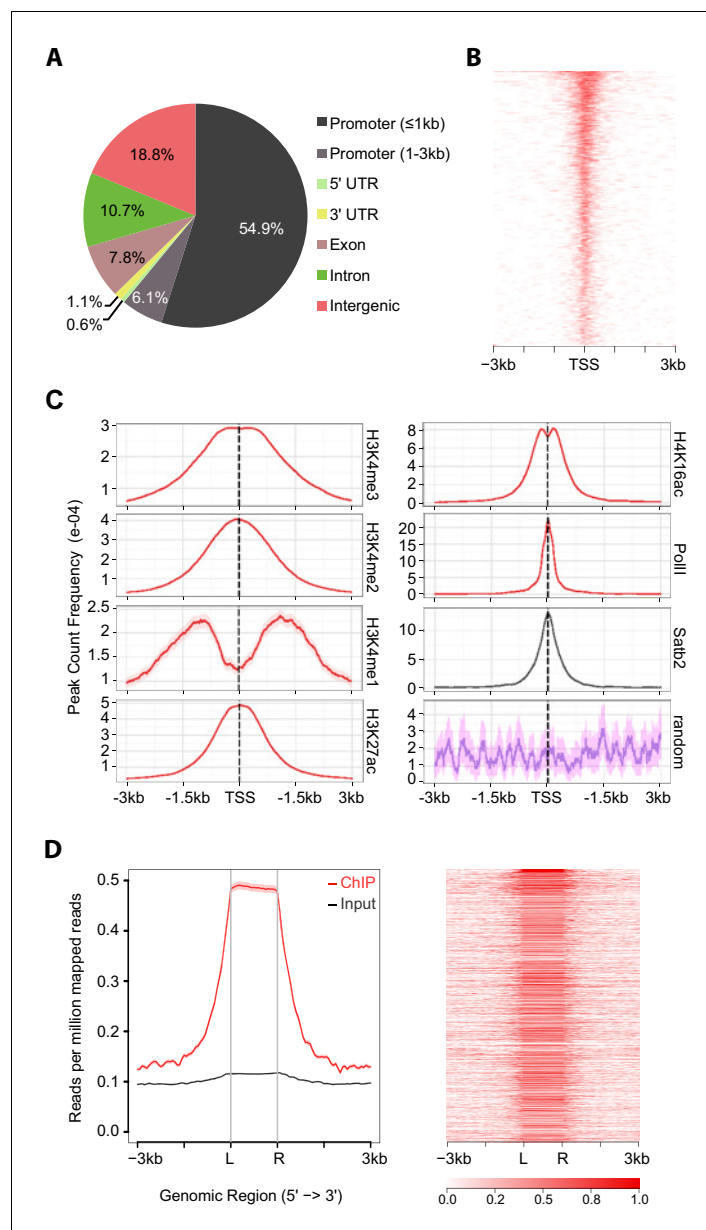 A
18.8%
10.7%
7.8%
1.1%
0.6%
6.1%
54.9%
Promoter (≤1kb)
Promoter (1-3kb)
5' UTR
3' UTR
Exon
Intron
Intergenic
B
−3kb TSS 3kb
C
Peak Count Frequency (e-04)
3
2
1
H3K4me3
4
3
2
1
H3K4me2
2.5
2
1.5
1
H3K4me1
5
4
3
2
1
H3K27ac
-3kb -1.5kb TSS -1.5kb 3kb
8
6
4
2
0
H4K16ac
20
15
10
5
0
PolII
10
5
0
Satb2
4
3
2
1
0
random
-3kb -1.5kb TSS -1.5kb 3kb
D
Reads per million mapped reads
0.5
0.5
0.2
0.1
0.0
ChIP
Input
−3kb L R 3kb
Genomic Region (5' −> 3')
−3kb L R 3kb
0.0 0.2 0.5 0.8 1.0